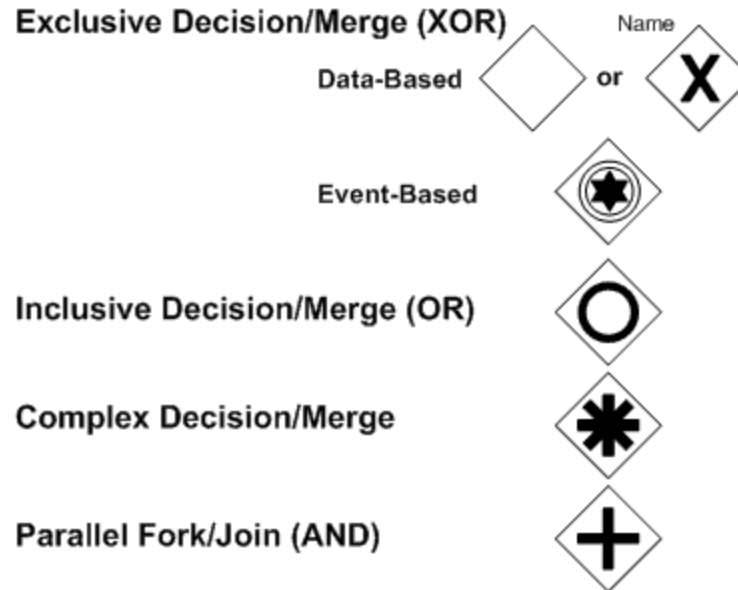 Exclusive Decision/Merge (XOR)
Name
Data-Based
or
X
Event-Based
Inclusive Decision/Merge (OR)
Complex Decision/Merge
Parallel Fork/Join (AND)